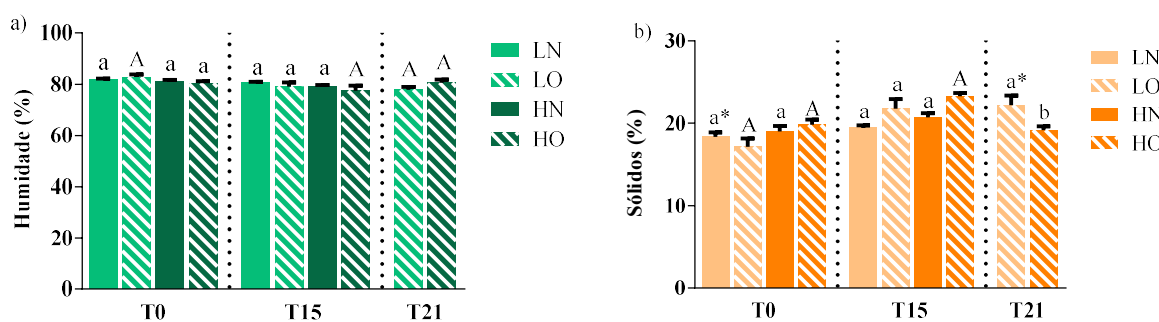 a)
Humidade (%)
100
80
60
40
20
0
a A a a
a a a A
A A
T0 T15 T21
LN
LO
HN
HO
b)
Sólidos (%)
30
20
10
0
a* A a A
a a a A
a* b
T0 T15 T21
LN
LO
HN
HO